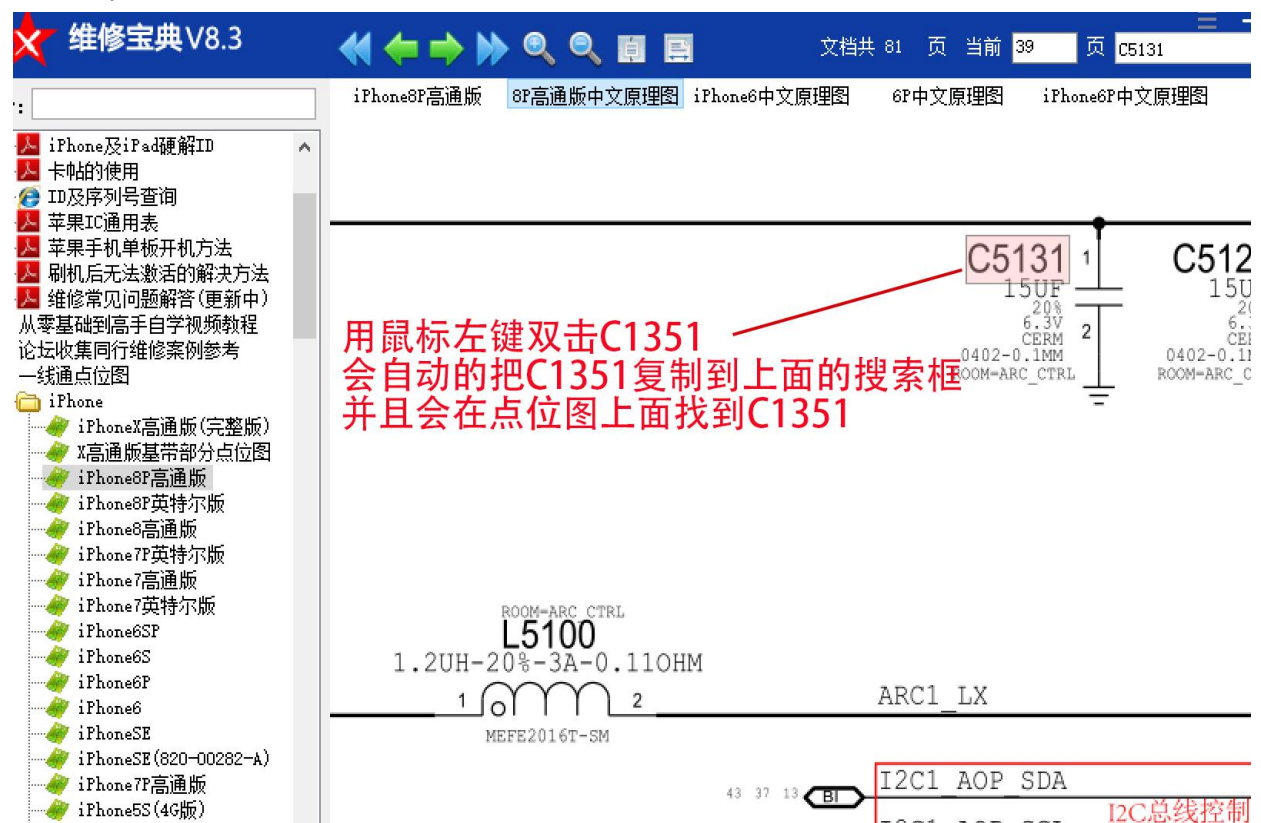 维修宝典V8.3
文档共 81 页 当前 39 页 C5131
:
iPhone8P高通版 8P高通版中文原理图 iPhone6中文原理图 6P中文原理图 iPhone6P中文原理图
iPhone及iPad硬解ID
卡帖的使用
ID及序列号查询
苹果IC通用表
苹果手机单板开机方法
刷机后无法激活的解决方法
维修常见问题解答(更新中)
从零基础到高手自学视频教程
论坛收集同行维修案例参考
一线通点位图
iPhone
iPhoneX高通版(完整版)
X高通版基带部分点位图
iPhone8P高通版
iPhone8P英特尔版
iPhone8高通版
iPhone7P英特尔版
iPhone7高通版
iPhone7英特尔版
iPhone6SP
iPhone6S
iPhone6P
iPhone6
iPhoneSE
iPhoneSE(820-00282-A)
iPhone7P高通版
iPhone5S(4G版)
C5131
15UF
20%
6.3V
CERM
0402-0.1MM
ROOM=ARC_CTRL
1
2
C512
15U
6.
0402-0.1
ROOM=ARC_C
用鼠标左键双击C1351
会自动的把C1351复制到上面的搜索框
并且会在点位图上面找到C1351
ROOM=ARC_CTRL
L5100
1.2UH-20%-3A-0.11OHM
1 2
MEFE2016T-SM
ARC1_LX
43 37 13 BI
I2C1_AOP_SDA
I2C总线控制